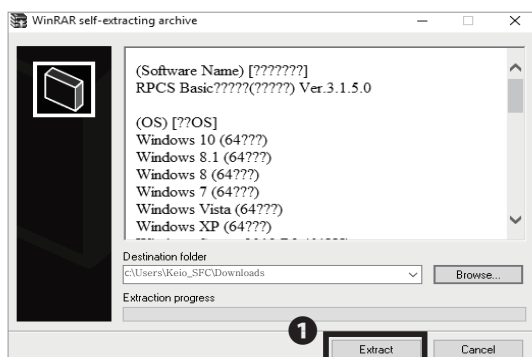 WinRAR self-extracting archive
(Software Name) [???????]
RPCS Basic?????(?????) Ver.3.1.5.0
(OS) [??OS]
Windows 10 (64???)
Windows 8.1 (64???)
Windows 8 (64???)
Windows 7 (64???)
Windows Vista (64???)
Windows XP (64???)
Destination folder
c:\Users\Keio_SFC\Downloads
Browse...
Extraction progress
1
Extract
Cancel